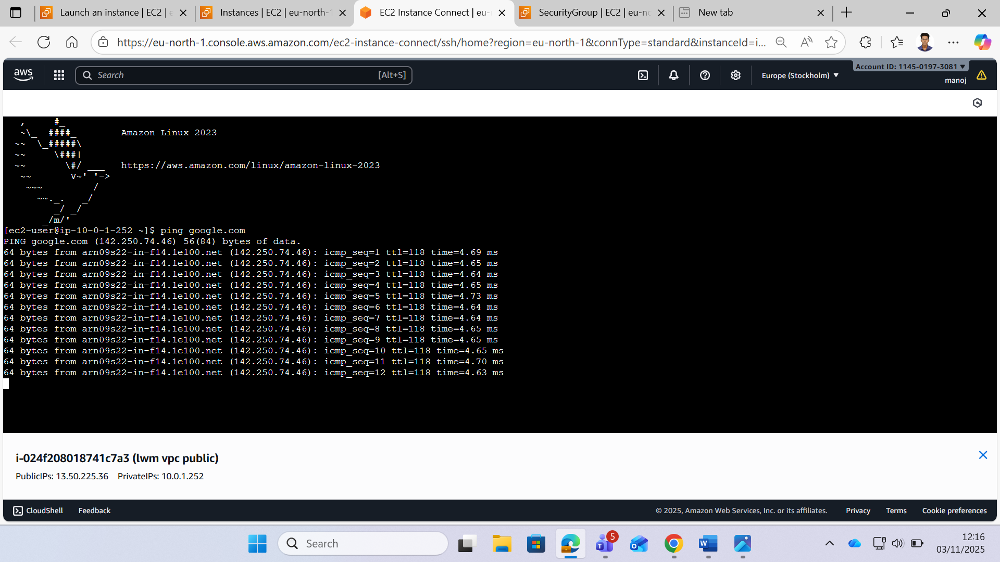 Launch an instance | EC2 | e
Instances | EC2 | eu-north-1
EC2 Instance Connect | eu-
SecurityGroup | EC2 | eu-no
New tab
https://eu-north-1.console.aws.amazon.com/ec2-instance-connect/ssh/home?region=eu-north-1&connType=standard&instanceId=i...
aws
Search
[Alt+S]
Europe (Stockholm) ▼
Account ID: 1145-0197-3081 ▼
manoj
   ,     #_
   ~\_  ####_        Amazon Linux 2023
  ~~  \_#####\
  ~~     \###|
  ~~       \#/ ___   https://aws.amazon.com/linux/amazon-linux-2023
   ~~       V~' '->
    ~~~         /
      ~~._.   _/
         _/ _/
       _/m/'
[ec2-user@ip-10-0-1-252 ~]$ ping google.com
PING google.com (142.250.74.46) 56(84) bytes of data.
64 bytes from arn09s22-in-f14.1e100.net (142.250.74.46): icmp_seq=1 ttl=118 time=4.69 ms
64 bytes from arn09s22-in-f14.1e100.net (142.250.74.46): icmp_seq=2 ttl=118 time=4.65 ms
64 bytes from arn09s22-in-f14.1e100.net (142.250.74.46): icmp_seq=3 ttl=118 time=4.64 ms
64 bytes from arn09s22-in-f14.1e100.net (142.250.74.46): icmp_seq=4 ttl=118 time=4.65 ms
64 bytes from arn09s22-in-f14.1e100.net (142.250.74.46): icmp_seq=5 ttl=118 time=4.73 ms
64 bytes from arn09s22-in-f14.1e100.net (142.250.74.46): icmp_seq=6 ttl=118 time=4.64 ms
64 bytes from arn09s22-in-f14.1e100.net (142.250.74.46): icmp_seq=7 ttl=118 time=4.64 ms
64 bytes from arn09s22-in-f14.1e100.net (142.250.74.46): icmp_seq=8 ttl=118 time=4.65 ms
64 bytes from arn09s22-in-f14.1e100.net (142.250.74.46): icmp_seq=9 ttl=118 time=4.65 ms
64 bytes from arn09s22-in-f14.1e100.net (142.250.74.46): icmp_seq=10 ttl=118 time=4.65 ms
64 bytes from arn09s22-in-f14.1e100.net (142.250.74.46): icmp_seq=11 ttl=118 time=4.70 ms
64 bytes from arn09s22-in-f14.1e100.net (142.250.74.46): icmp_seq=12 ttl=118 time=4.63 ms
i-024f208018741c7a3 (lwm vpc public)
PublicIPs: 13.50.225.36 PrivateIPs: 10.0.1.252
CloudShell
Feedback
© 2025, Amazon Web Services, Inc. or its affiliates.
Privacy
Terms
Cookie preferences
Search
5
12:16
03/11/2025